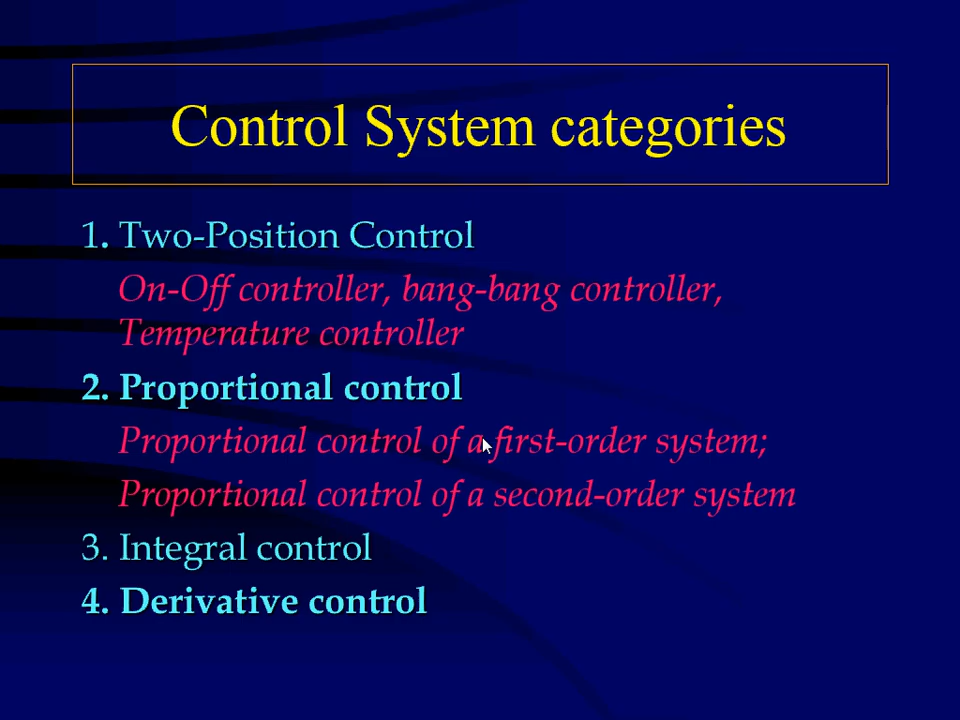 Control System categories
1. Two-Position Control
On-Off controller, bang-bang controller,
Temperature controller
2. Proportional control
Proportional control of a first-order system;
Proportional control of a second-order system
3. Integral control
4. Derivative control